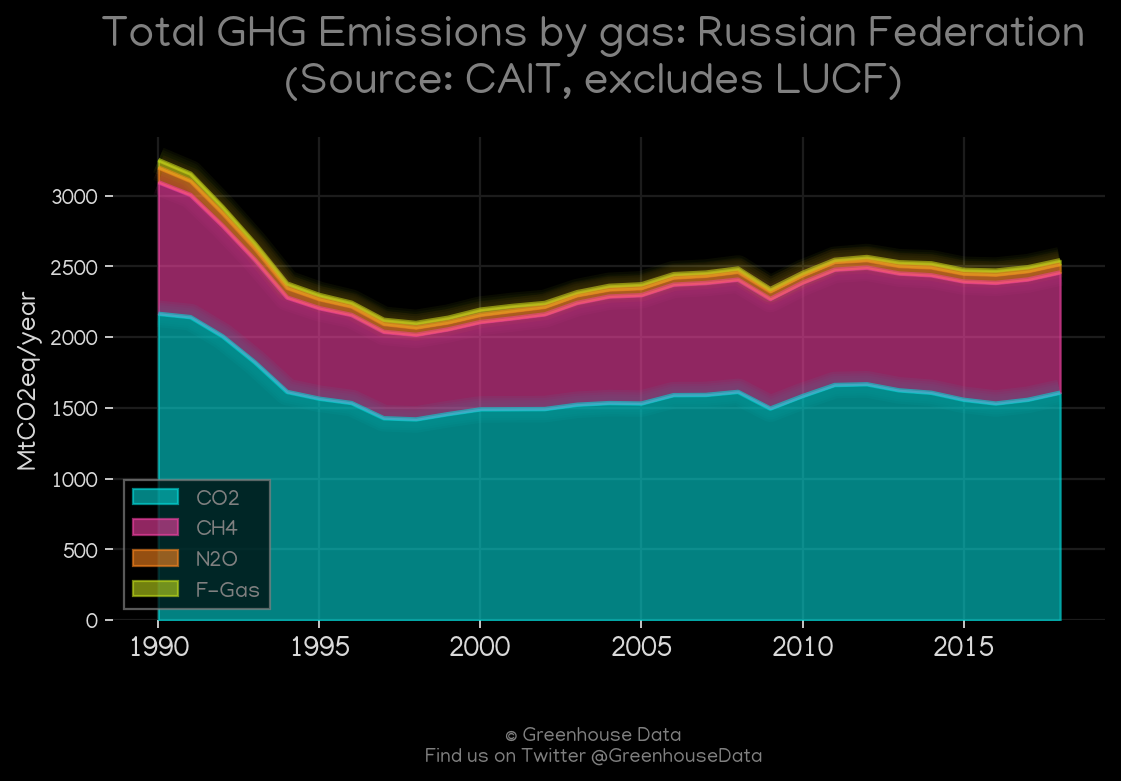 Total GHG Emissions by gas: Russian Federation
(Source: CAIT, excludes LUCF)
MtCO2eq/year
3000
2500
2000
1500
1000
500
0
CO2
CH4
N2O
F-Gas
1990 1995 2000 2005 2010 2015
© Greenhouse Data
Find us on Twitter @GreenhouseData